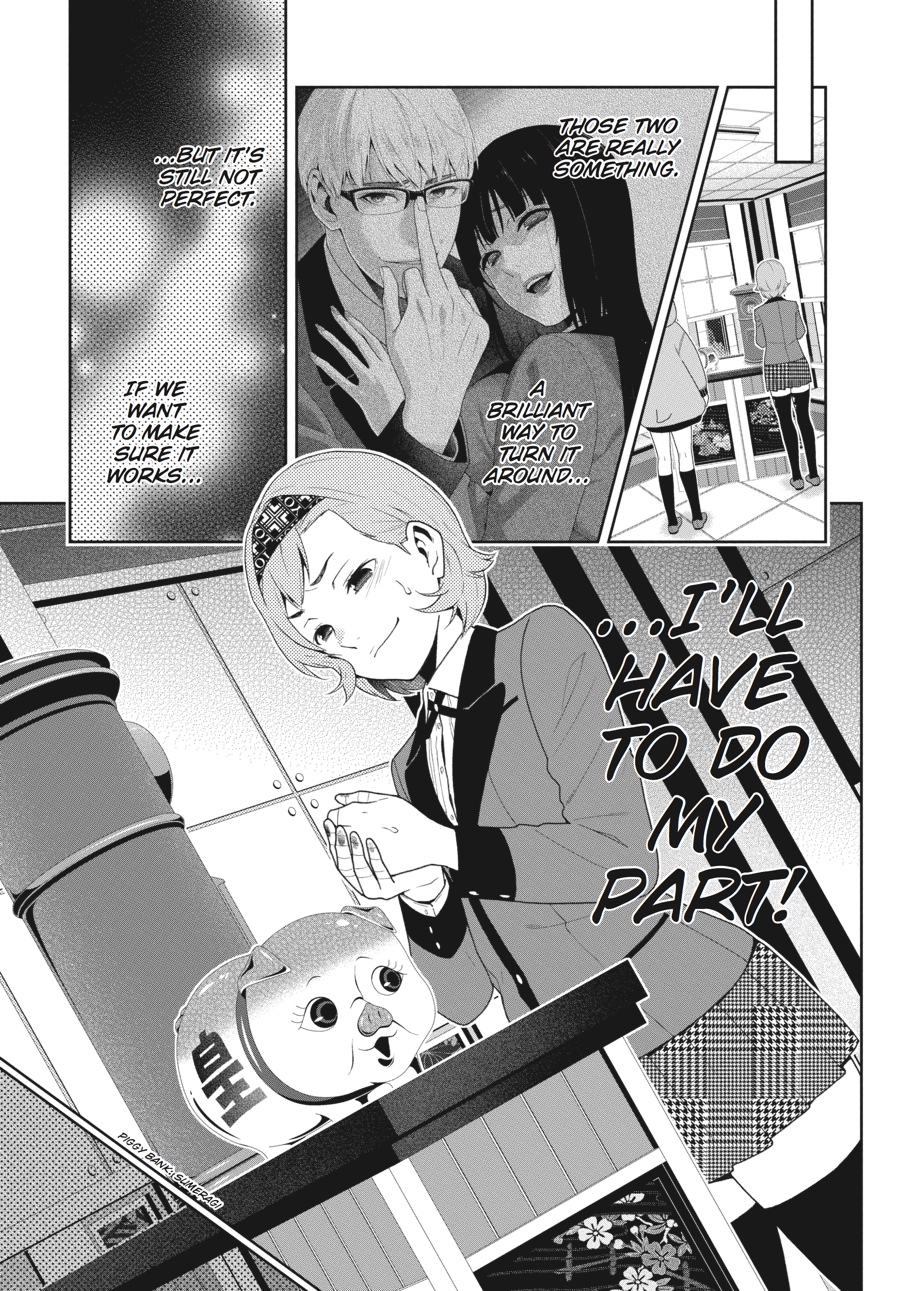 THOSE TWO
ARE REALLY
SOMETHING.
A
BRILLIANT
WAY TO
TURN IT
AROUND...
...BUT IT'S
STILL NOT
PERFECT.
IF WE
WANT
TO MAKE
SURE IT
WORKS...
...I'LL
HAVE
TO DO
MY
PART!
皇
PIGGY BANK: SUMERAGI